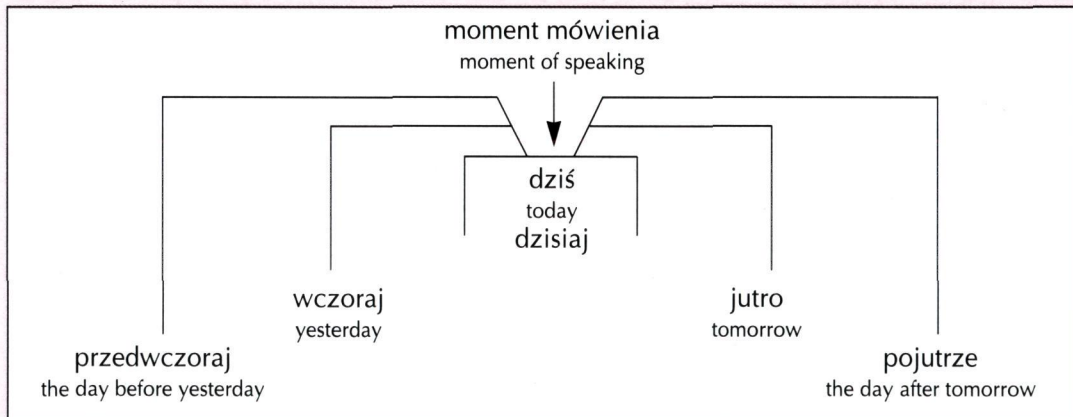 moment mówienia
moment of speaking
dziś
today
dzisiaj
wczoraj
yesterday
jutro
tomorrow
przedwczoraj
the day before yesterday
pojutrze
the day after tomorrow